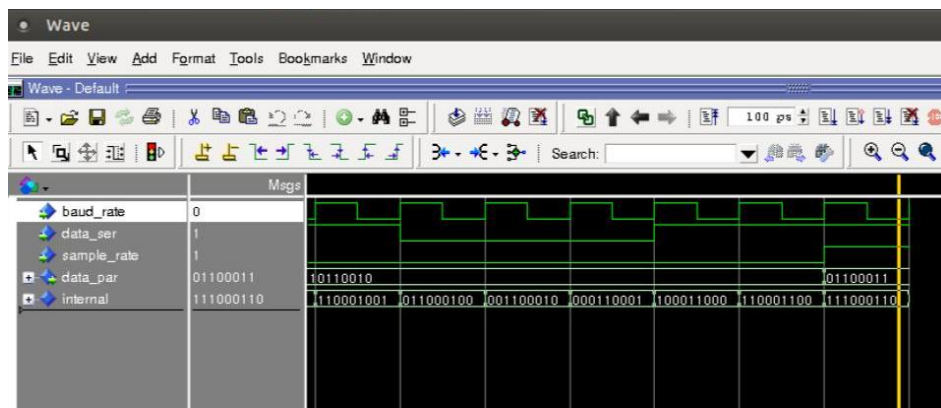 Wave
File Edit View Add Format Tools Bookmarks Window
Wave - Default
100 ps
Search:
Msgs
baud_rate 0
data_ser 1
sample_rate 1
data_par 01100011 10110010 01100011
internal 111000110 110001001 011000100 001100010 000110001 100011000 110001100 111000110